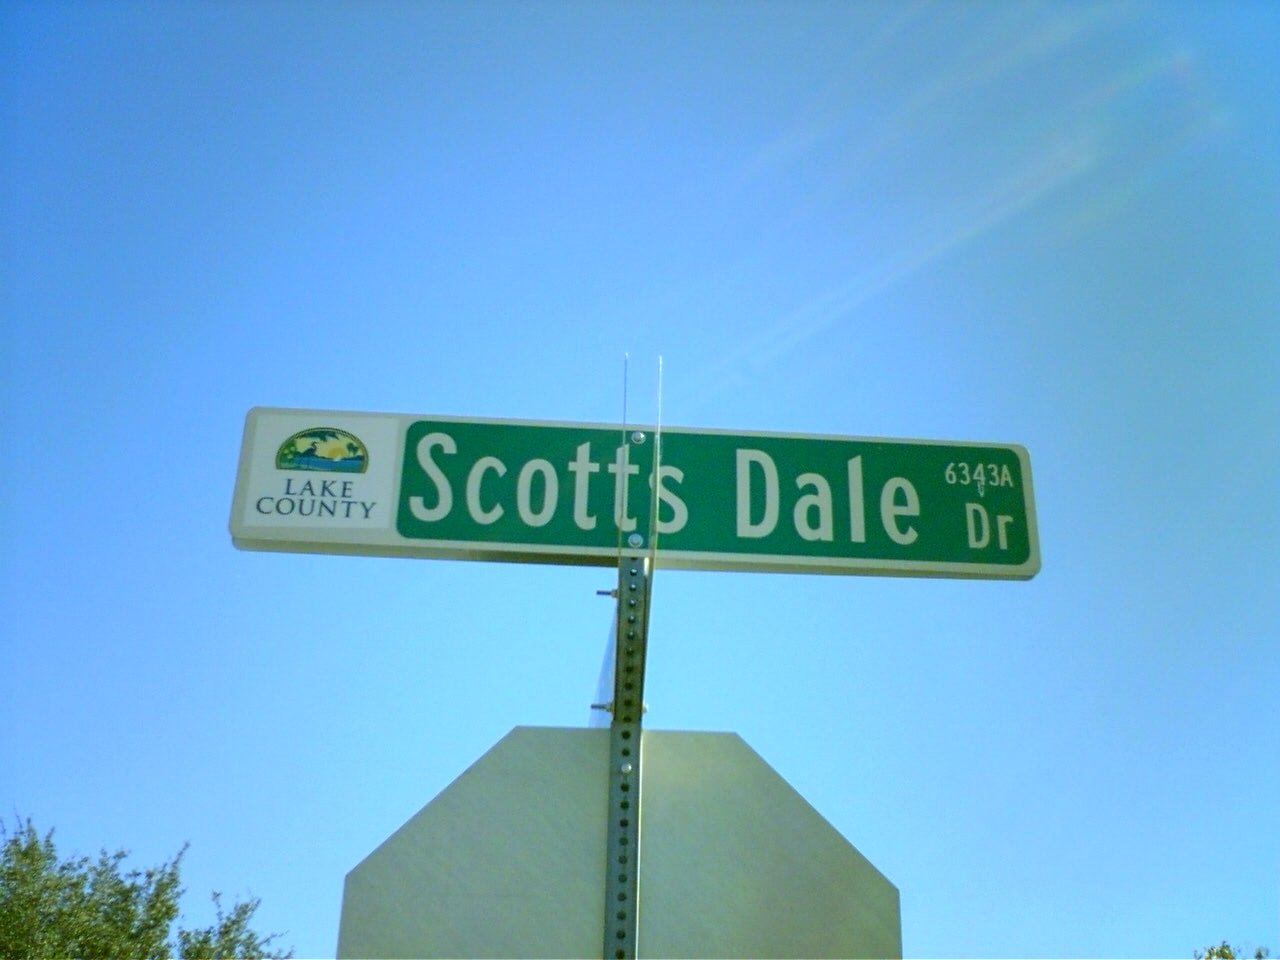 LAKE
COUNTY
Scotts Dale
6343A
Dr